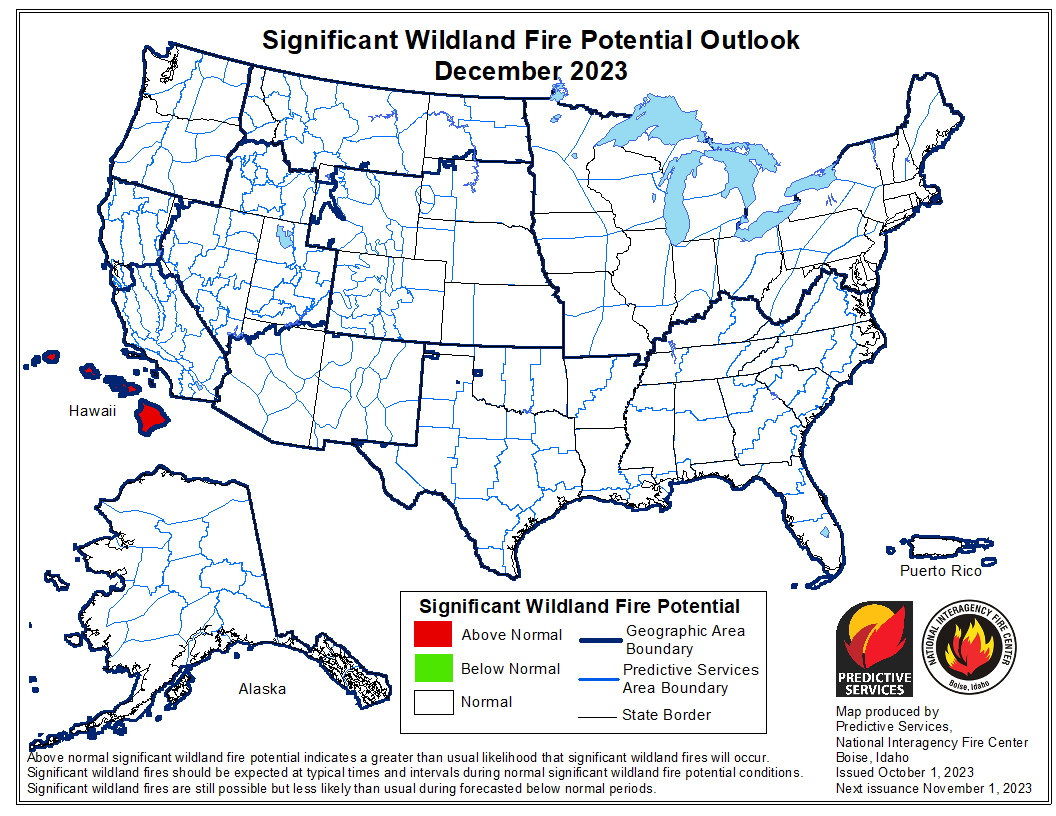 Significant Wildland Fire Potential Outlook
December 2023
Hawaii
Alaska
Puerto Rico
Significant Wildland Fire Potential
Above Normal
Below Normal
Normal
Geographic Area
Boundary
Predictive Services
Area Boundary
State Border
PREDICTIVE
SERVICES
NATIONAL INTERAGENCY FIRE CENTER
Boise, Idaho
Map produced by
Predictive Services,
National Interagency Fire Center
Boise, Idaho
Issued October 1, 2023
Next issuance November 1, 2023
Above normal significant wildland fire potential indicates a greater than usual likelihood that significant wildland fires will occur.
Significant wildland fires should be expected at typical times and intervals during normal significant wildland fire potential conditions.
Significant wildland fires are still possible but less likely than usual during forecasted below normal periods.